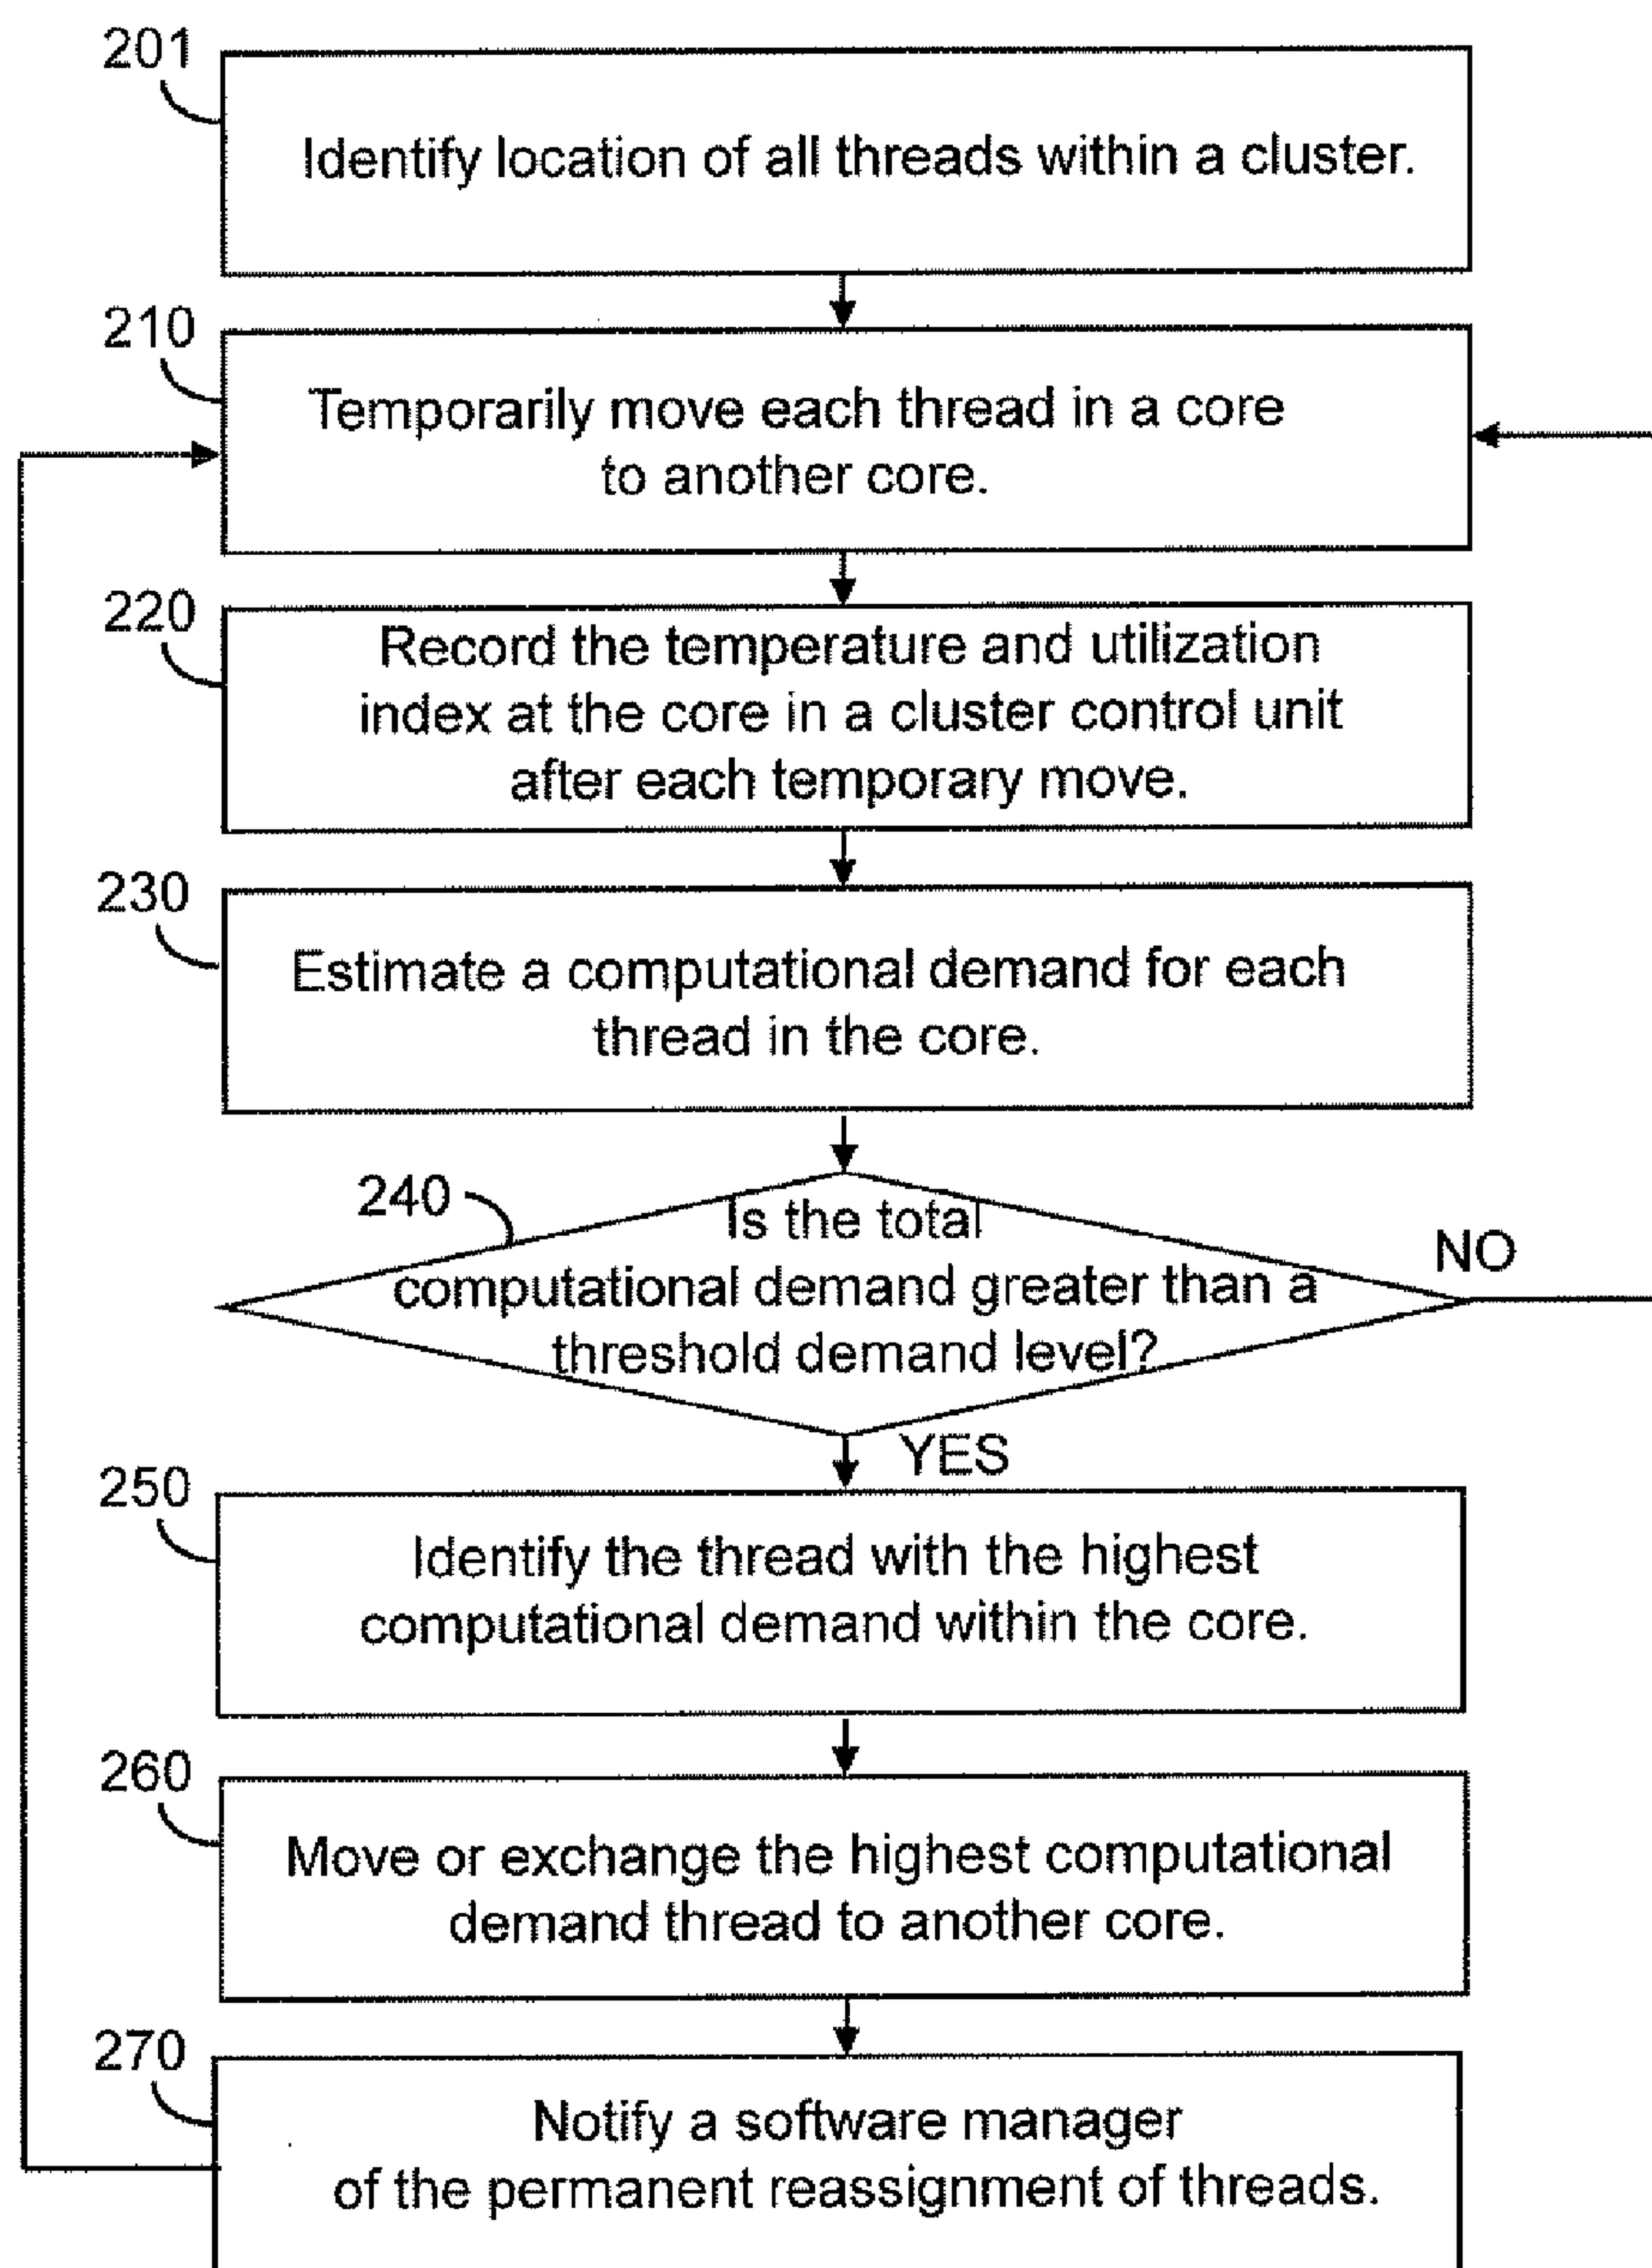 201
Identify location of all threads within a cluster.
210
Temporarily move each thread in a core
to another core.
220
Record the temperature and utilization
index at the core in a cluster control unit
after each temporary move.
230
Estimate a computational demand for each
thread in the core.
240
Is the total
computational demand greater than a
threshold demand level?
NO
YES
250
Identify the thread with the highest
computational demand within the core.
260
Move or exchange the highest computational
demand thread to another core.
270
Notify a software manager
of the permanent reassignment of threads.